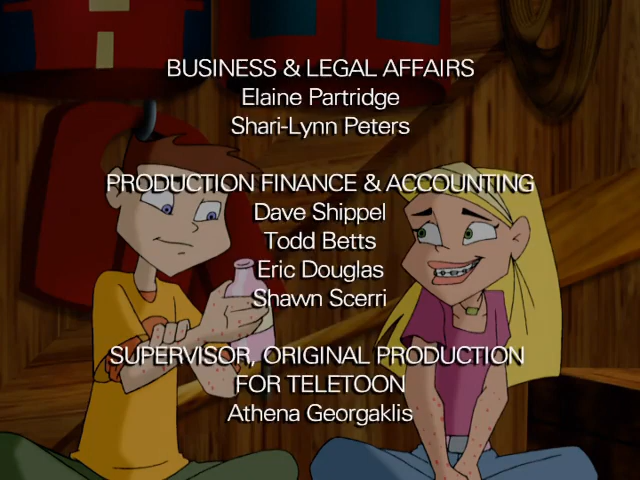 BUSINESS & LEGAL AFFAIRS
Elaine Partridge
Shari-Lynn Peters
PRODUCTION FINANCE & ACCOUNTING
Dave Shippel
Todd Betts
Eric Douglas
Shawn Scerri
SUPERVISOR, ORIGINAL PRODUCTION
FOR TELETOON
Athena Georgaklis